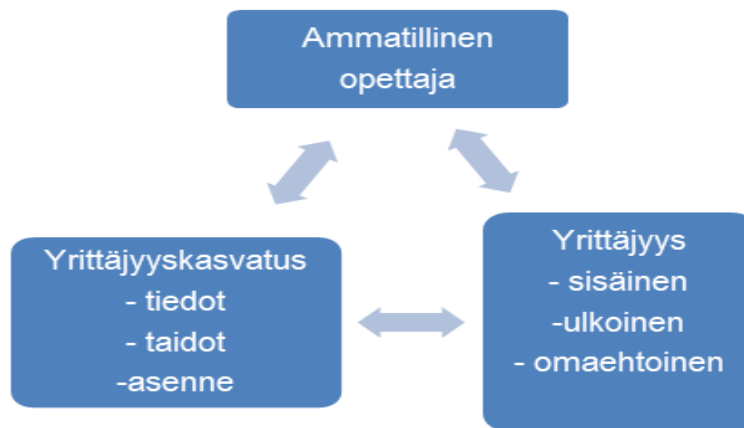 Ammatillinen
opettaja
Yrittäjyyskasvatus
- tiedot
- taidot
-asenne
Yrittäjyys
- sisäinen
-ulkoinen
- omaehtoinen